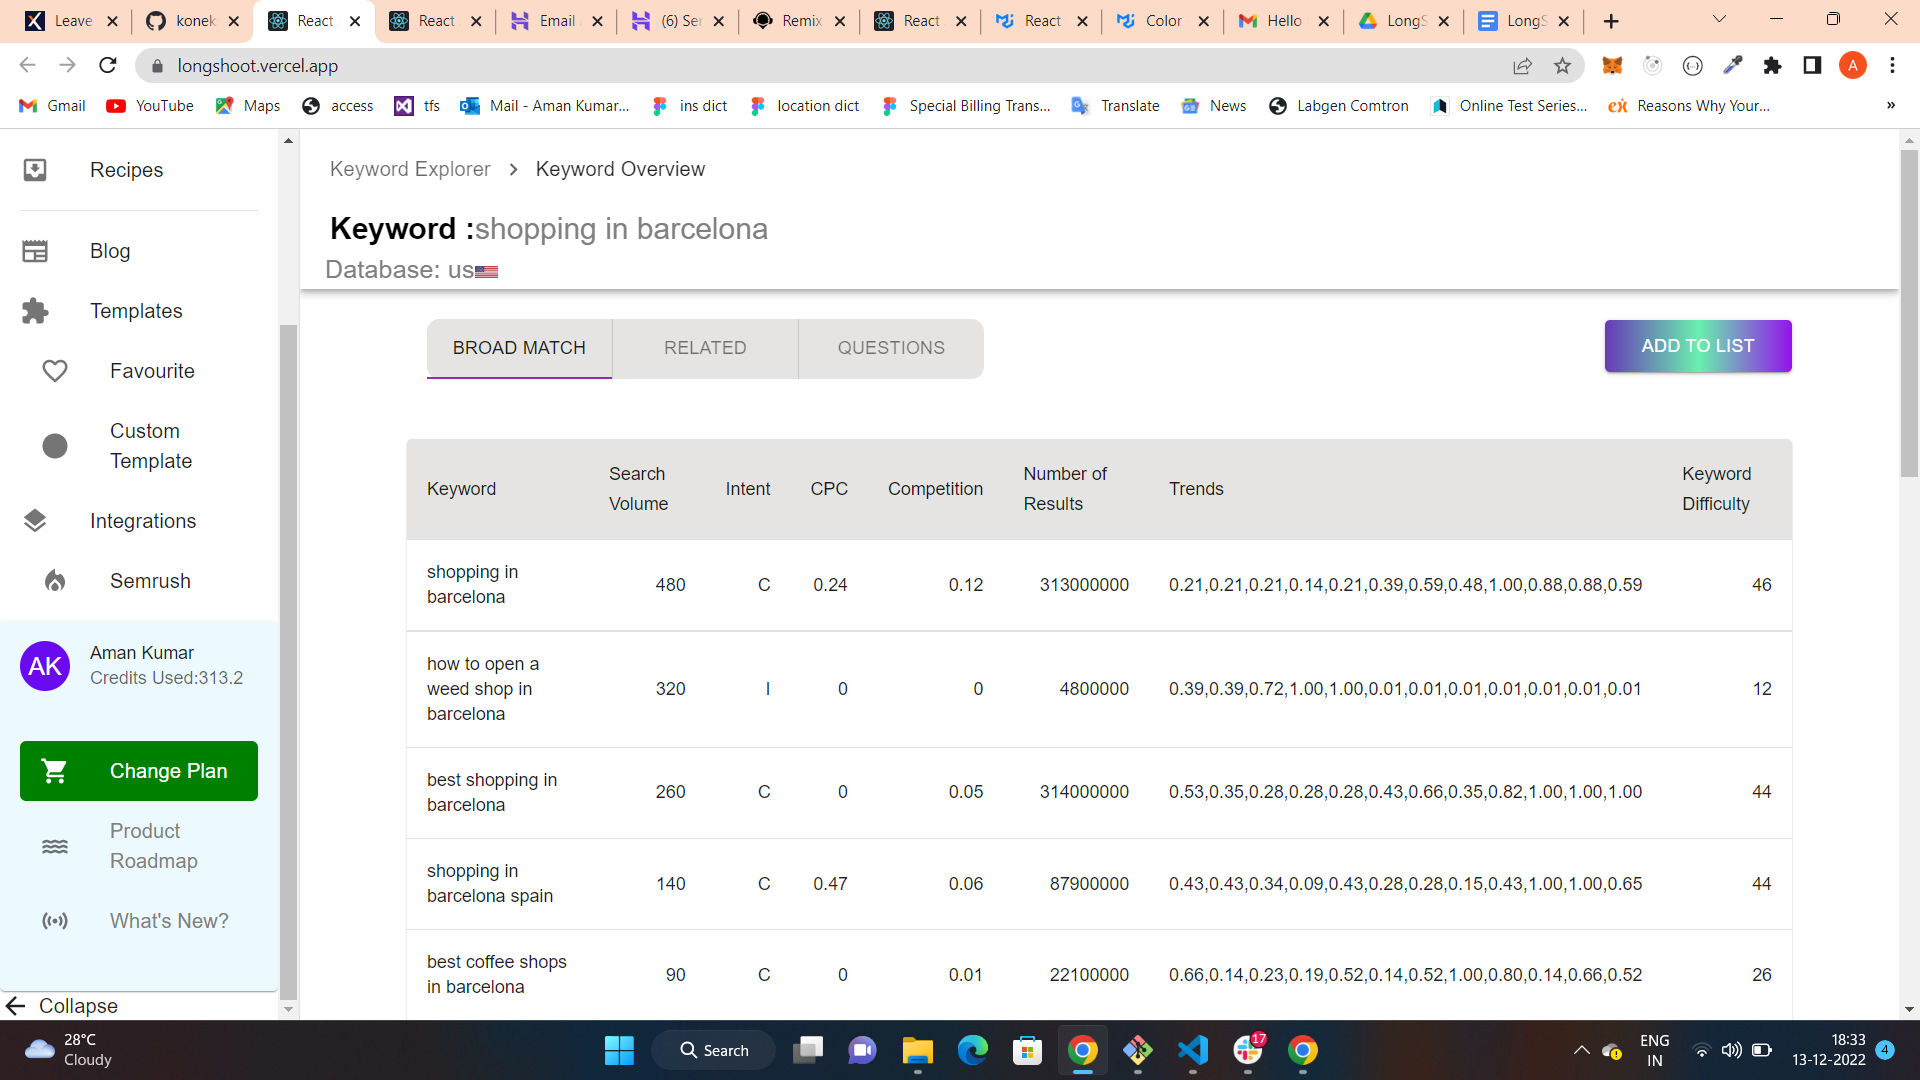 Leave
konek
React
React
Email
(6) Ser
Remix
React
React
Color
Hello
LongS
LongS
longshoot.vercel.app
A
Gmail
YouTube
Maps
access
tfs
Mail - Aman Kumar...
ins dict
location dict
Special Billing Trans...
Translate
News
Labgen Comtron
Online Test Series...
Reasons Why Your...
»
Recipes
Blog
Templates
Favourite
Custom
Template
Integrations
Semrush
AK
Aman Kumar
Credits Used:313.2
Change Plan
Product
Roadmap
What's New?
Collapse
Keyword Explorer > Keyword Overview
Keyword :shopping in barcelona
Database: us
BROAD MATCH
RELATED
QUESTIONS
ADD TO LIST
Keyword
Search
Volume
Intent
CPC
Competition
Number of
Results
Trends
Keyword
Difficulty
shopping in
barcelona
480
C
0.24
0.12
313000000
0.21,0.21,0.21,0.14,0.21,0.39,0.59,0.48,1.00,0.88,0.88,0.59
46
how to open a
weed shop in
barcelona
320
I
0
0
4800000
0.39,0.39,0.72,1.00,1.00,0.01,0.01,0.01,0.01,0.01,0.01,0.01
12
best shopping in
barcelona
260
C
0
0.05
314000000
0.53,0.35,0.28,0.28,0.28,0.43,0.66,0.35,0.82,1.00,1.00,1.00
44
shopping in
barcelona spain
140
C
0.47
0.06
87900000
0.43,0.43,0.34,0.09,0.43,0.28,0.28,0.15,0.43,1.00,1.00,0.65
44
best coffee shops
in barcelona
90
C
0
0.01
22100000
0.66,0.14,0.23,0.19,0.52,0.14,0.52,1.00,0.80,0.14,0.66,0.52
26
28°C
Cloudy
Search
17
ENG
IN
18:33
13-12-2022
4